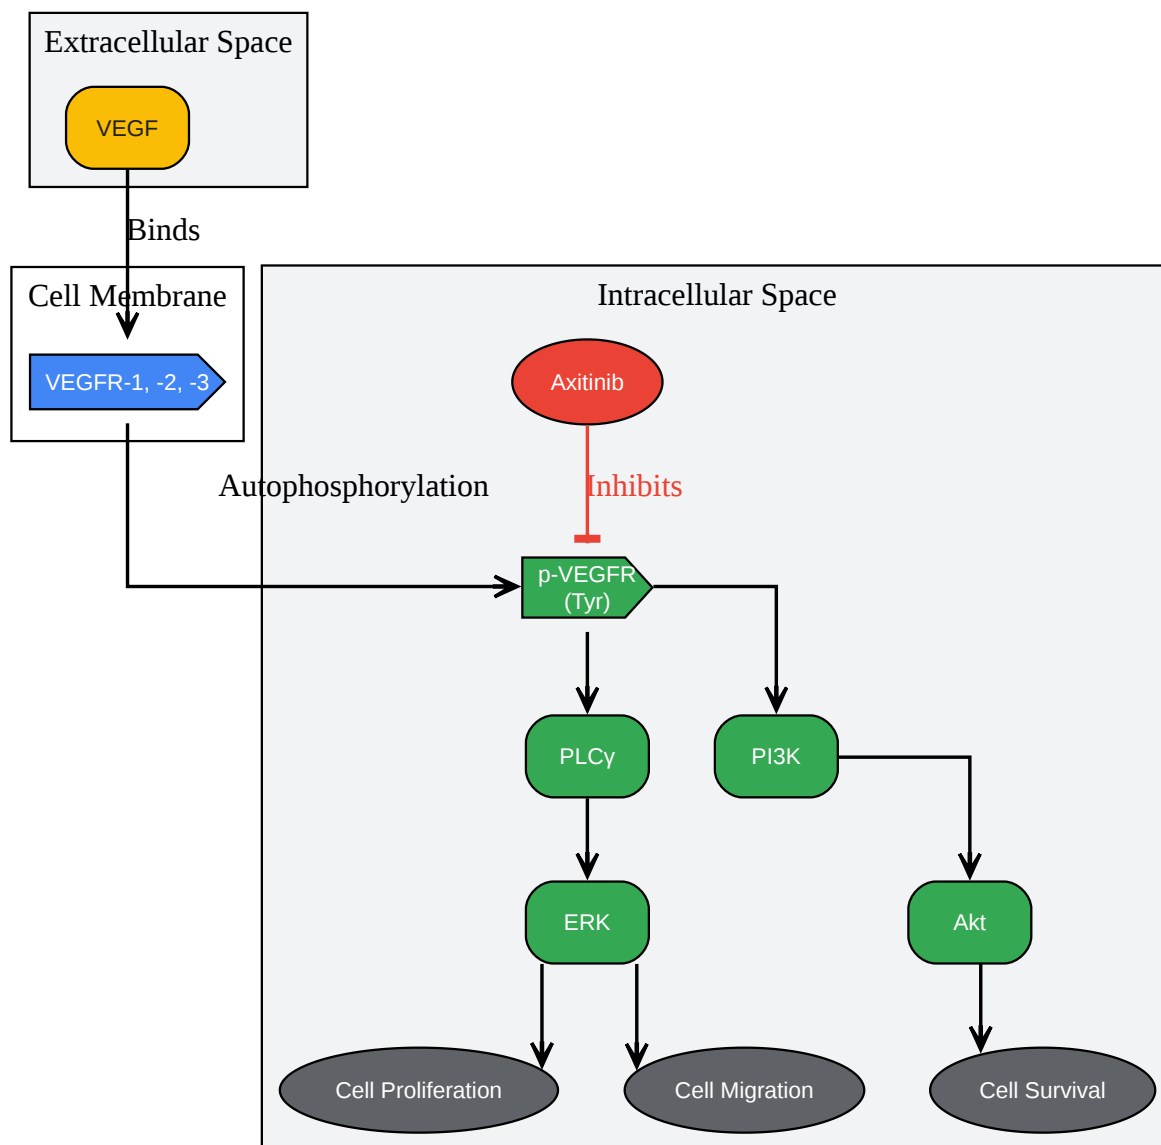 Extracellular Space
VEGF
Binds
Cell Membrane
Intracellular Space
VEGFR-1, -2, -3
Axitinib
Autophosphorylation
Inhibits
p-VEGFR
(Tyr)
PLCγ
PI3K
ERK
Akt
Cell Proliferation
Cell Migration
Cell Survival